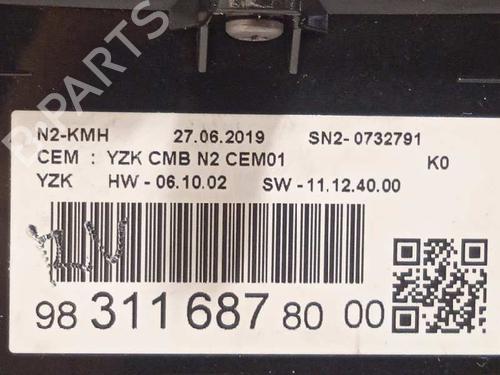 B-PARTS
N2-KMH 27.06.2019 SN2-0732791
CEM : YZK CMB N2 CEM01 K0
YZK HW-06.10.02 SW-11.12.40.00
98 311 687 80 00